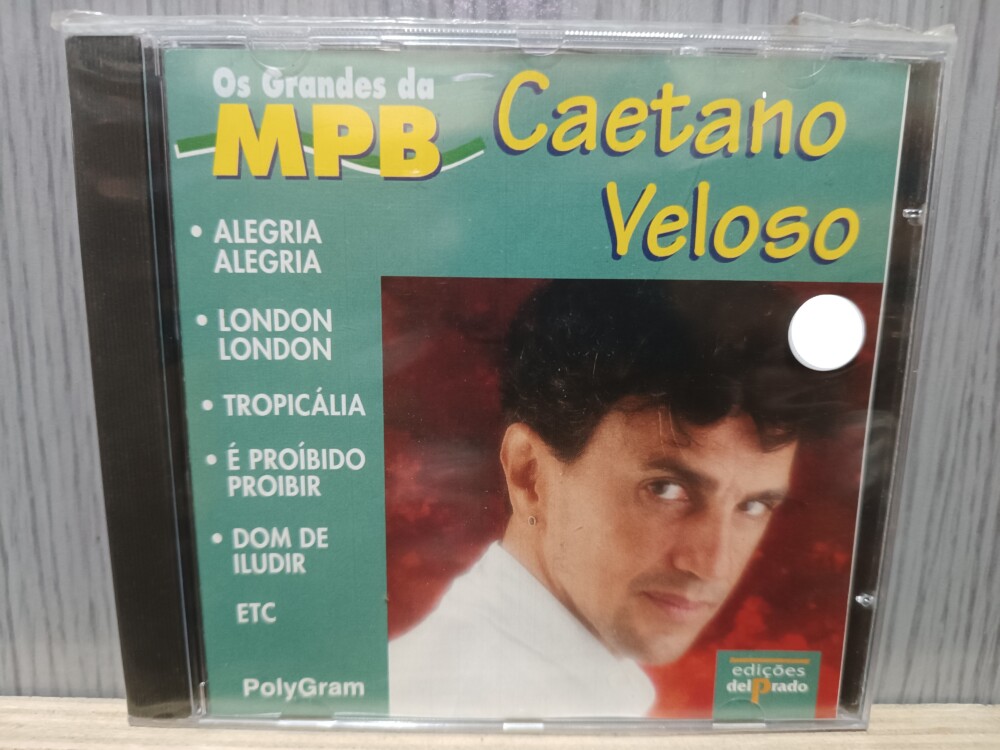 Os Grandes da
MPB
Caetano
Veloso
• ALEGRIA
ALEGRIA
• LONDON
LONDON
• TROPICÁLIA
• É PROÍBIDO
PROIBIR
• DOM DE
ILUDIR
ETC
PolyGram
edições
delPrado